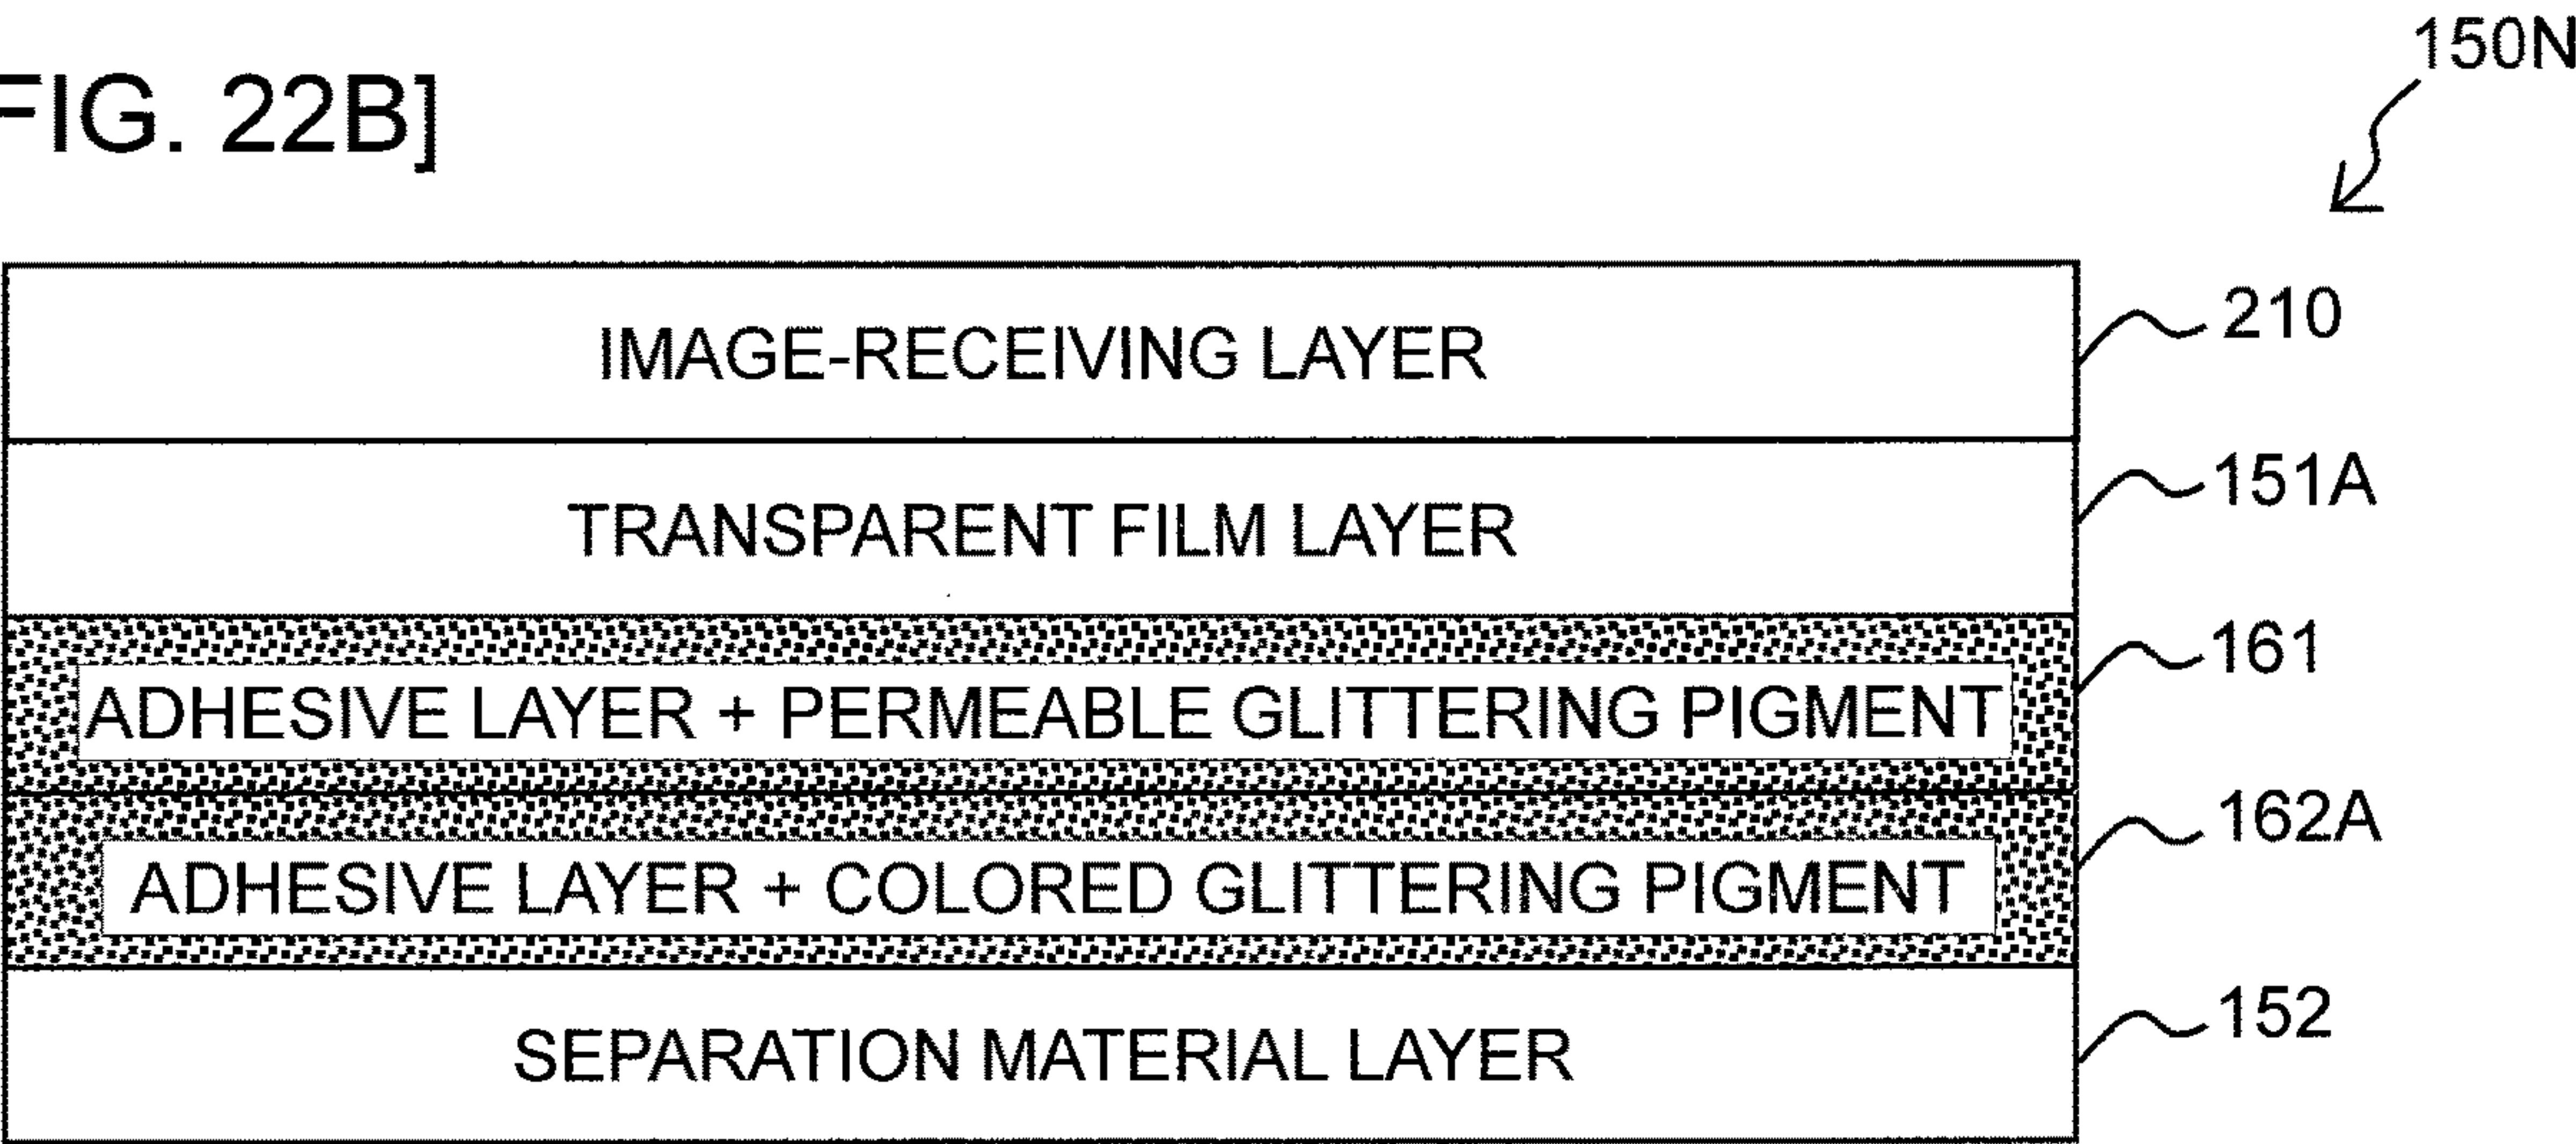 FIG. 22B]
150N
IMAGE-RECEIVING LAYER
210
TRANSPARENT FILM LAYER
151A
ADHESIVE LAYER + PERMEABLE GLITTERING PIGMENT
161
ADHESIVE LAYER + COLORED GLITTERING PIGMENT
162A
SEPARATION MATERIAL LAYER
152